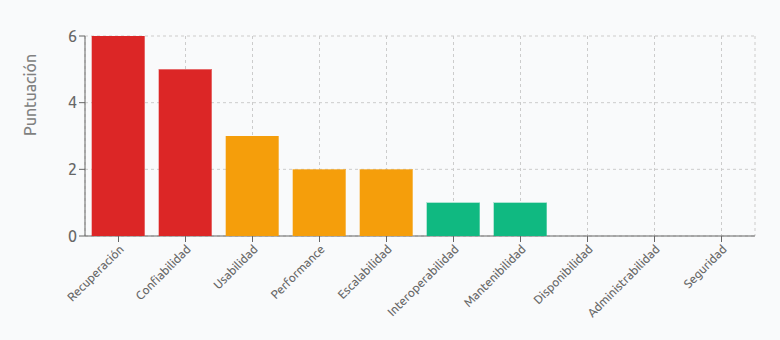 Puntuación
6
4
2
0
Recuperación
Confiabilidad
Usabilidad
Performance
Escalabilidad
Interoperabilidad
Mantenibilidad
Disponibilidad
Administrabilidad
Seguridad